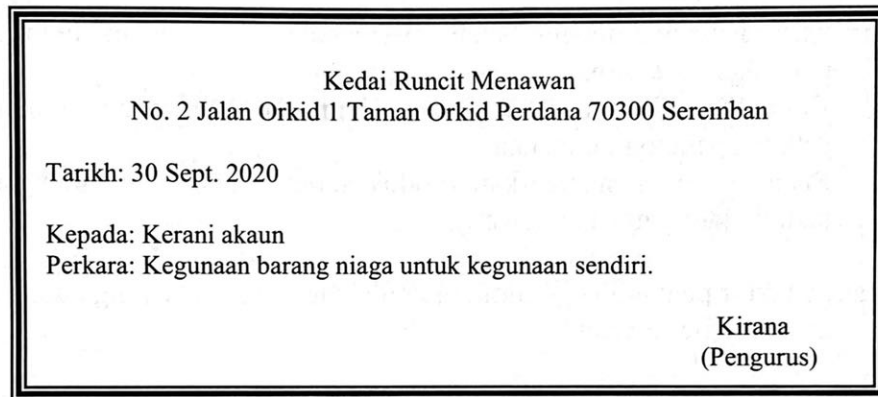 Kedai Runcit Menawan
No. 2 Jalan Orkid 1 Taman Orkid Perdana 70300 Seremban
Tarikh: 30 Sept. 2020
Kepada: Kerani akaun
Perkara: Kegunaan barang niaga untuk kegunaan sendiri.
Kirana
(Pengurus)